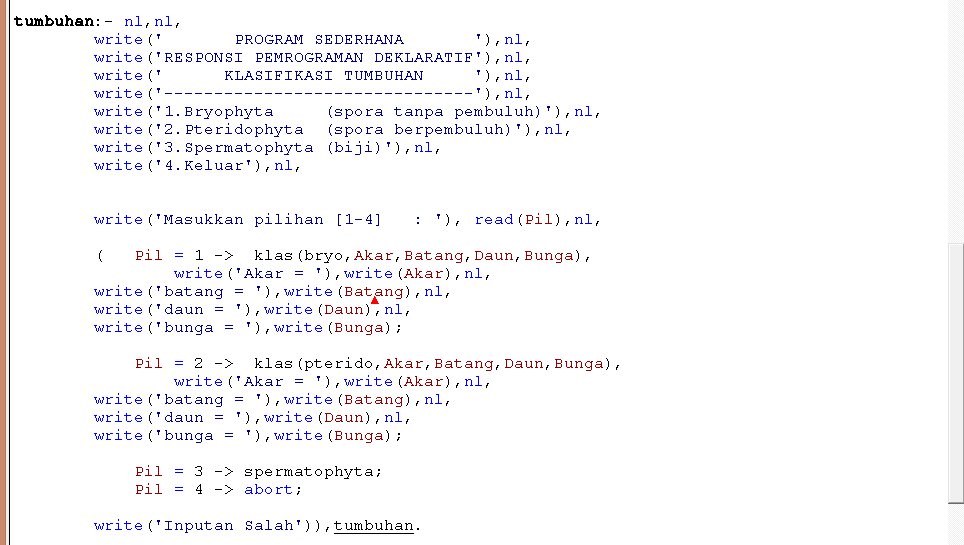 tumbuhan:- nl,nl,
        write('       PROGRAM SEDERHANA       '),nl,
        write('RESPONSI PEMROGRAMAN DEKLARATIF'),nl,
        write('      KLASIFIKASI TUMBUHAN     '),nl,
        write('-------------------------------'),nl,
        write('1.Bryophyta     (spora tanpa pembuluh)'),nl,
        write('2.Pteridophyta  (spora berpembuluh)'),nl,
        write('3.Spermatophyta (biji)'),nl,
        write('4.Keluar'),nl,
        write('Masukkan pilihan [1-4]   : '), read(Pil),nl,
        (   Pil = 1 ->  klas(bryo,Akar,Batang,Daun,Bunga),
                write('Akar = '),write(Akar),nl,
        write('batang = '),write(Batang),nl,
        write('daun = '),write(Daun),nl,
        write('bunga = '),write(Bunga);
            Pil = 2 ->  klas(pterido,Akar,Batang,Daun,Bunga),
                write('Akar = '),write(Akar),nl,
        write('batang = '),write(Batang),nl,
        write('daun = '),write(Daun),nl,
        write('bunga = '),write(Bunga);
            Pil = 3 -> spermatophyta;
            Pil = 4 -> abort;
        write('Inputan Salah')),tumbuhan.